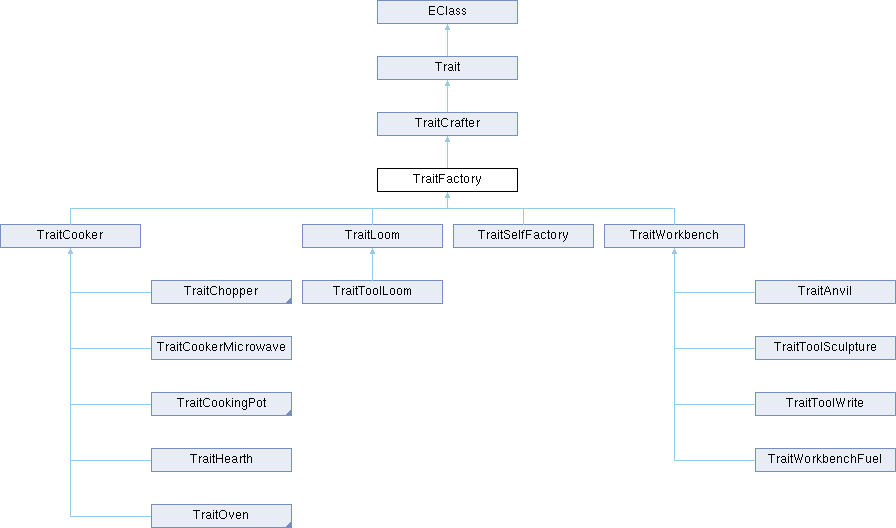 EClass
Trait
TraitCrafter
TraitFactory
TraitCooker
TraitLoom
TraitSelfFactory
TraitWorkbench
TraitChopper
TraitToolLoom
TraitAnvil
TraitCookerMicrowave
TraitToolSculpture
TraitCookingPot
TraitToolWrite
TraitHearth
TraitWorkbenchFuel
TraitOven